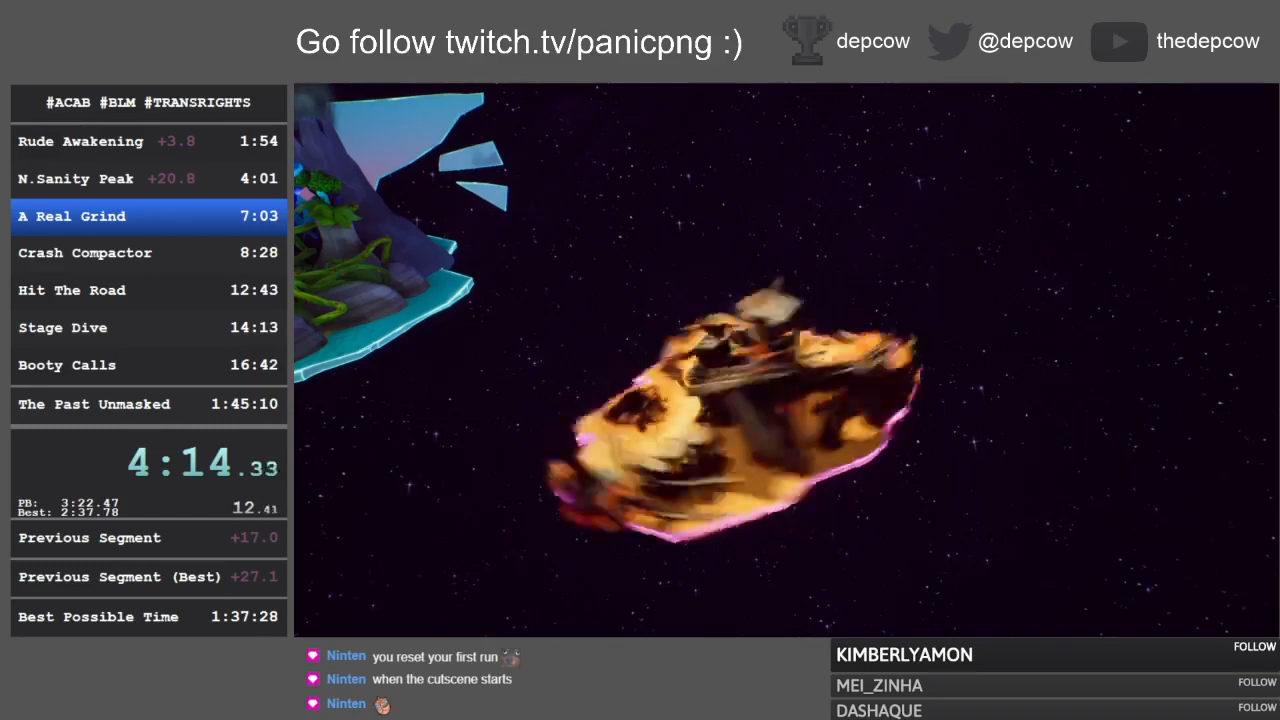 Go follow twitch.tv/panicpng :)
depcow
@depcow
thedepcow
#ACAB #BLM #TRANSRIGHTS
Rude Awakening +3.8 1:54
N.Sanity Peak +20.8 4:01
A Real Grind 7:03
Crash Compactor 8:28
Hit The Road 12:43
Stage Dive 14:13
Booty Calls 16:42
The Past Unmasked 1:45:10
4:14.33
PB: 3:22.47
Best: 2:37.78
12.41
Previous Segment +17.0
Previous Segment (Best) +27.1
Best Possible Time 1:37:28
Ninten you reset your first run
Ninten when the cutscene starts
Ninten
KIMBERLYAMON FOLLOW
MEI_ZINHA FOLLOW
DASHAQUE FOLLOW